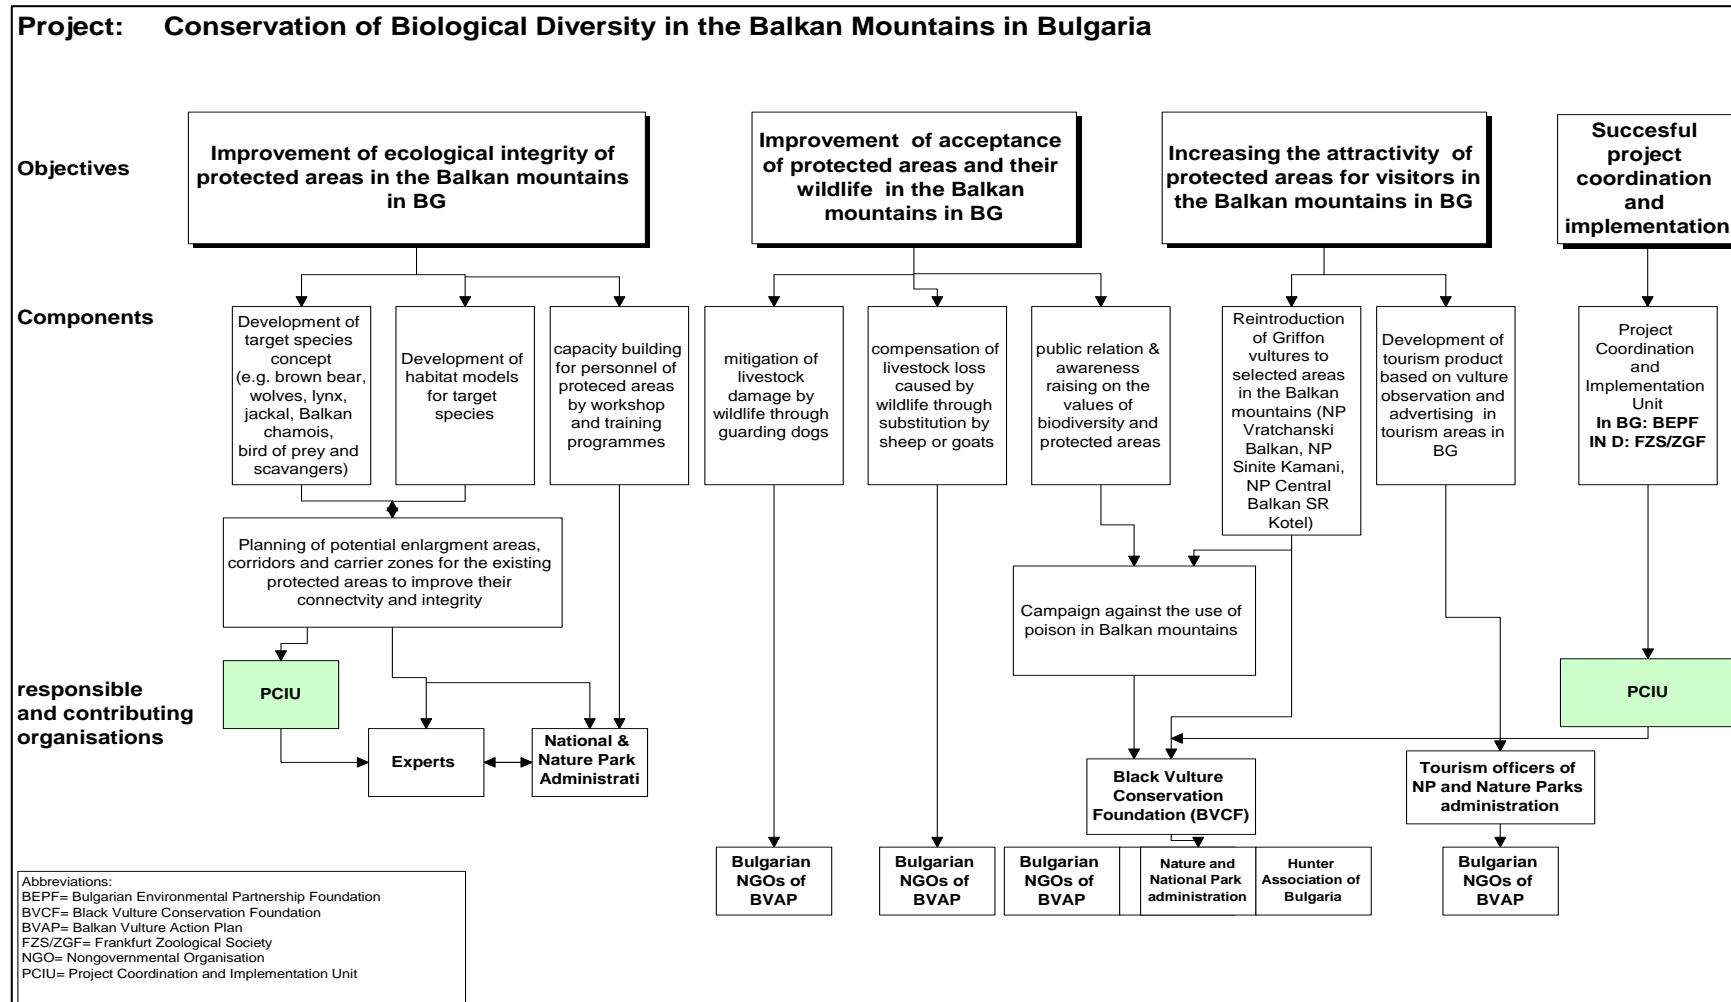 Project: Conservation of Biological Diversity in the Balkan Mountains in Bulgaria
Objectives
Improvement of ecological integrity of
protected areas in the Balkan mountains
in BG
Improvement of acceptance
of protected areas and their
wildlife in the Balkan
mountains in BG
Increasing the attractivity of
protected areas for visitors in
the Balkan mountains in BG
Succesful
project
coordination
and
implementation
Components
Development of
target species
concept
(e.g. brown bear,
wolves, lynx,
jackal, Balkan
chamois,
bird of prey and
scavangers)
Development of
habitat models
for target
species
capacity building
for personnel of
proteced areas
by workshop
and training
programmes
mitigation of
livestock
damage by
wildlife through
guarding dogs
compensation of
livestock loss
caused by
wildlife through
substitution by
sheep or goats
public relation &
awareness
raising on the
values of
biodiversity and
protected areas
Reintroduction
of Griffon
vultures to
selected areas
in the Balkan
mountains (NP
Vratchanski
Balkan, NP
Sinite Kamani,
NP Central
Balkan SR
Kotel)
Development of
tourism product
based on vulture
observation and
advertising in
tourism areas in
BG
Project
Coordination
and
Implementation
Unit
In BG: BEPF
IN D: FZS/ZGF
Planning of potential enlargment areas,
corridors and carrier zones for the existing
protected areas to improve their
connectvity and integrity
Campaign against the use of
poison in Balkan mountains
responsible
and contributing
organisations
PCIU
PCIU
Experts
National &
Nature Park
Administrati
Black Vulture
Conservation
Foundation (BVCF)
Tourism officers of
NP and Nature Parks
administration
Bulgarian
NGOs of
BVAP
Bulgarian
NGOs of
BVAP
Bulgarian
NGOs of
BVAP
Nature and
National Park
administration
Hunter
Association of
Bulgaria
Bulgarian
NGOs of
BVAP
Abbreviations:
BEPF= Bulgarian Environmental Partnership Foundation
BVCF= Black Vulture Conservation Foundation
BVAP= Balkan Vulture Action Plan
FZS/ZGF= Frankfurt Zoological Society
NGO= Nongovernmental Organisation
PCIU= Project Coordination and Implementation Unit